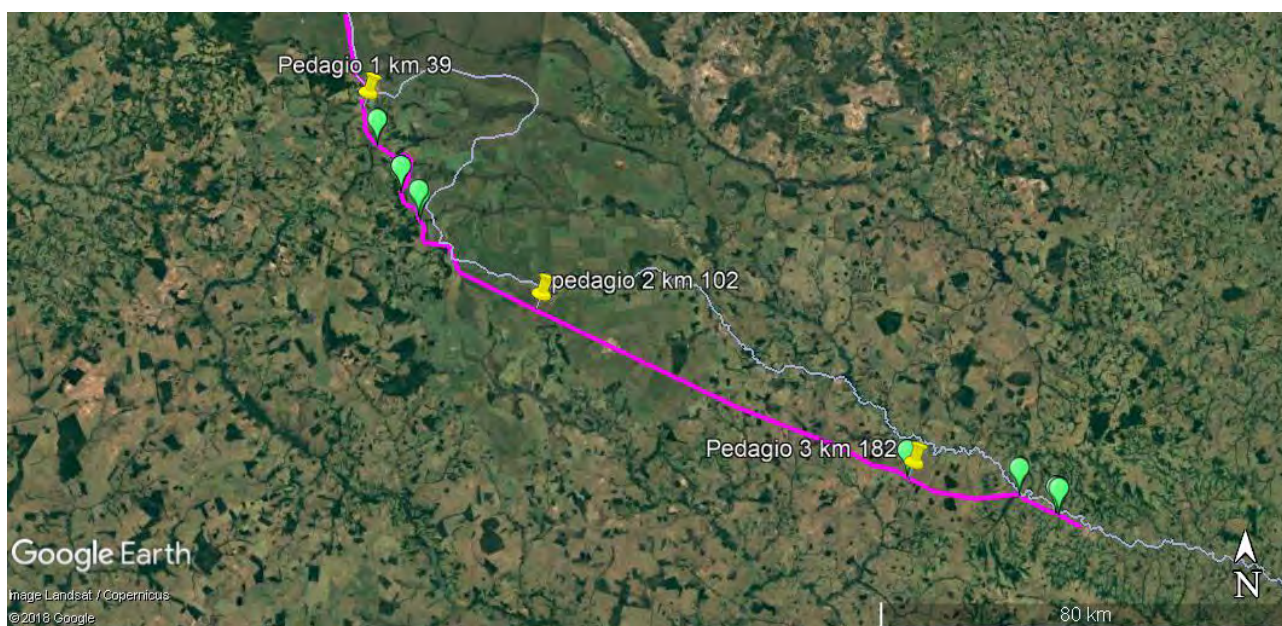 Pedagio 1 km 39
pedagio 2 km 102
Pedagio 3 km 182
Google Earth
mage Landsat / Copernicus
© 2018 Google
N
80 km